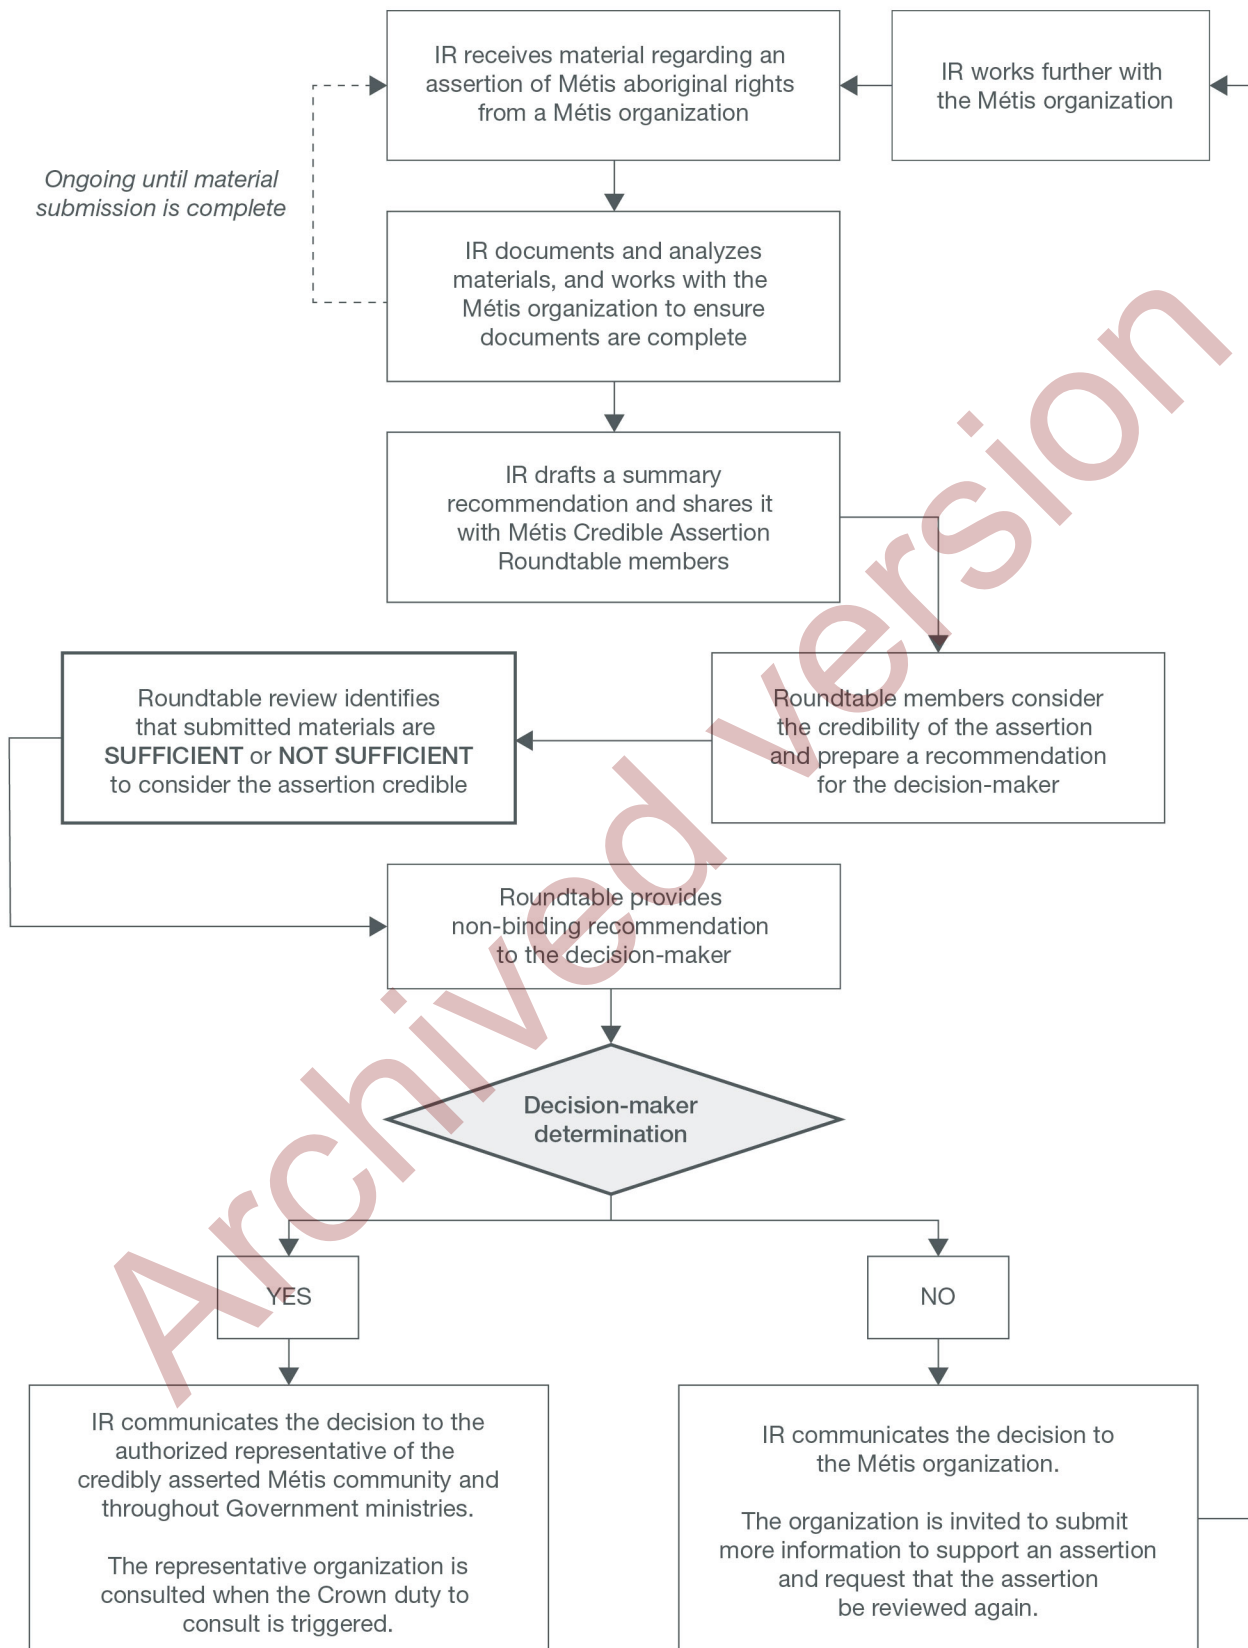 IR receives material regarding an
assertion of Métis aboriginal rights
from a Métis organization
IR works further with
the Métis organization
Ongoing until material
submission is complete
IR documents and analyzes
materials, and works with the
Métis organization to ensure
documents are complete
IR drafts a summary
recommendation and shares it
with Métis Credible Assertion
Roundtable members
Roundtable review identifies
that submitted materials are
SUFFICIENT or NOT SUFFICIENT
to consider the assertion credible
Roundtable members consider
the credibility of the assertion
and prepare a recommendation
for the decision-maker
Roundtable provides
non-binding recommendation
to the decision-maker
Decision-maker
determination
YES
NO
IR communicates the decision to the
authorized representative of the
credibly asserted Métis community and
throughout Government ministries.
The representative organization is
consulted when the Crown duty to
consult is triggered.
IR communicates the decision to
the Métis organization.
The organization is invited to submit
more information to support an assertion
and request that the assertion
be reviewed again.
Archived version